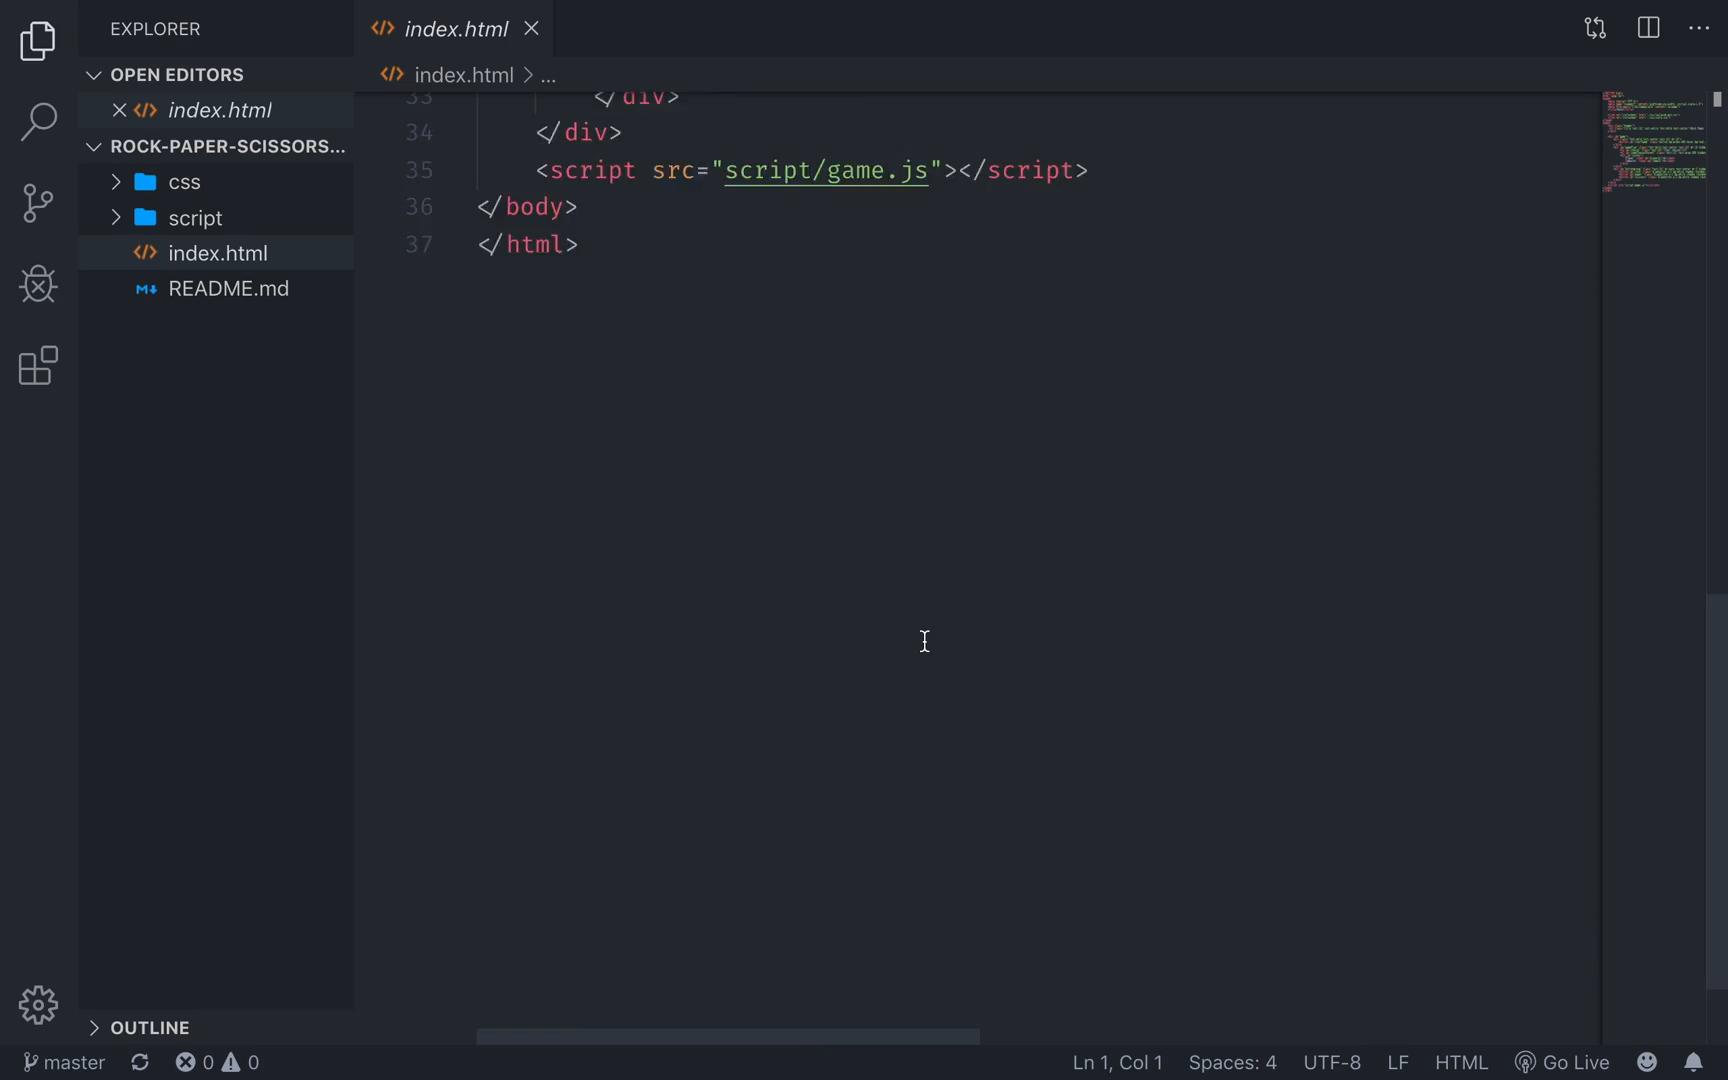 EXPLORER
OPEN EDITORS
index.html
ROCK-PAPER-SCISSORS...
css
script
index.html
README.md
OUTLINE
index.html
index.html > ...
33 </div>
34 </div>
35 <script src="script/game.js"></script>
36 </body>
37 </html>
master 0 0 Ln 1, Col 1 Spaces: 4 UTF-8 LF HTML Go Live